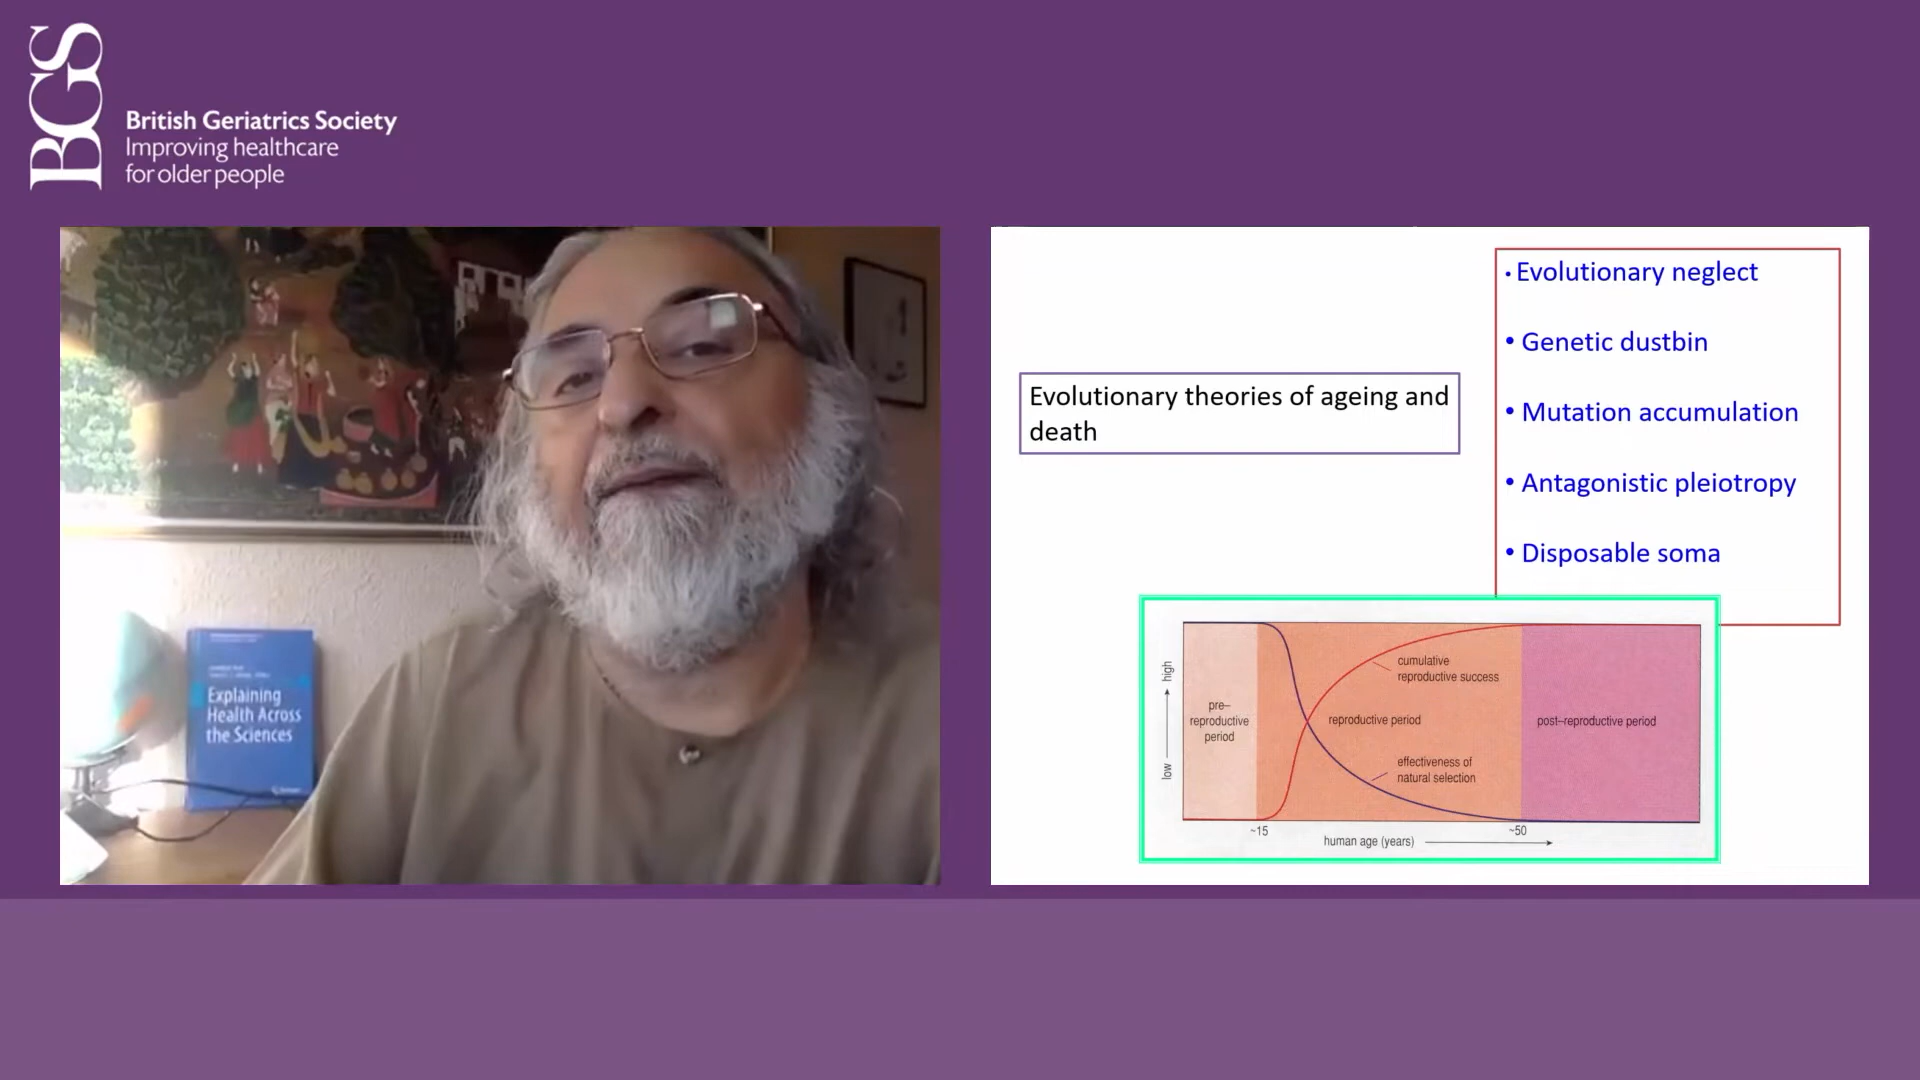 BGS
British Geriatrics Society
Improving healthcare
for older people
Explaining
Health Across
the Sciences
Springer
Evolutionary theories of ageing and
death
• Evolutionary neglect
• Genetic dustbin
• Mutation accumulation
• Antagonistic pleiotropy
• Disposable soma
low
high
pre–
reproductive
period
cumulative
reproductive success
reproductive period
effectiveness of
natural selection
post–reproductive period
~15
~50
human age (years)